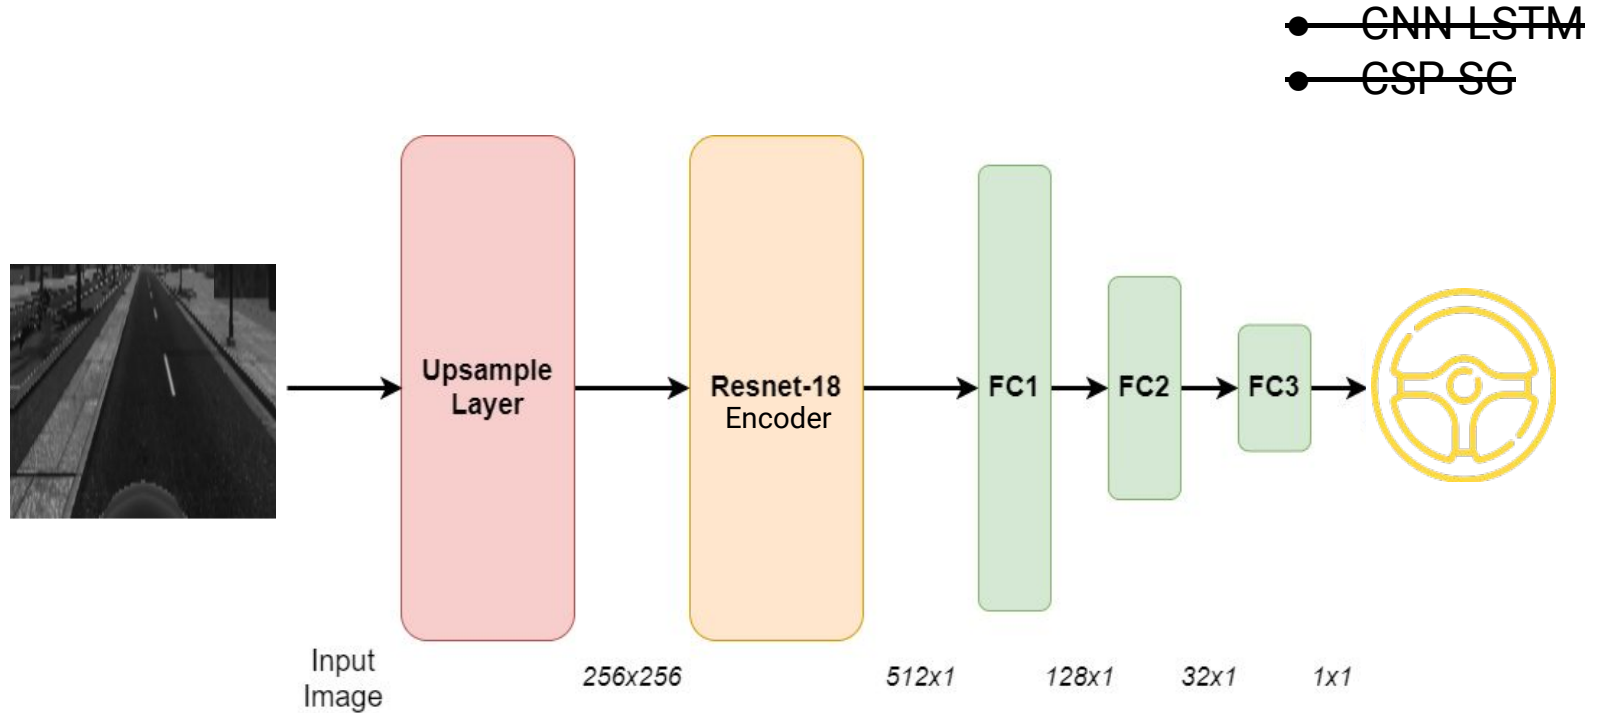 CNN LSTM
CSP SG
Upsample
Layer
Resnet-18
Encoder
FC1
FC2
FC3
Input
Image
256x256
512x1
128x1
32x1
1x1